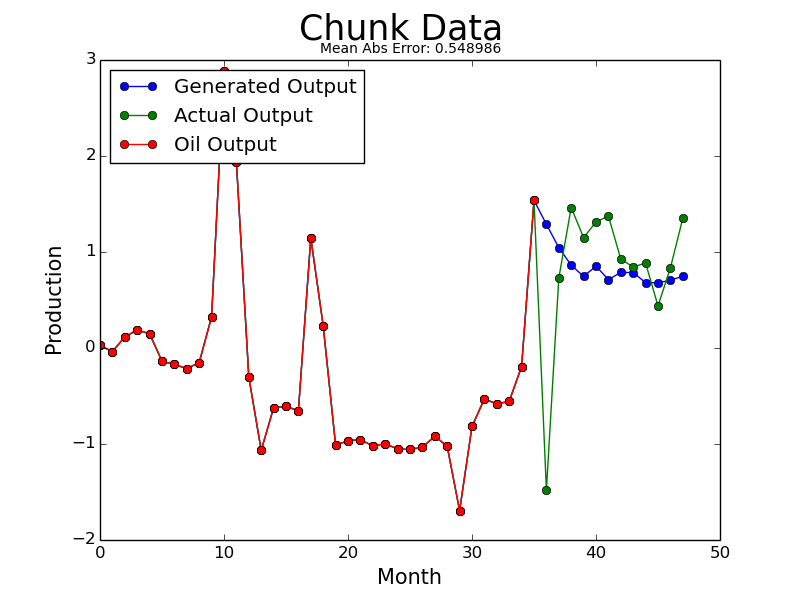 Chunk Data
Mean Abs Error: 0.548986
3
2
1
0
−1
−2
Production
Generated Output
Actual Output
Oil Output
0 10 20 30 40 50
Month